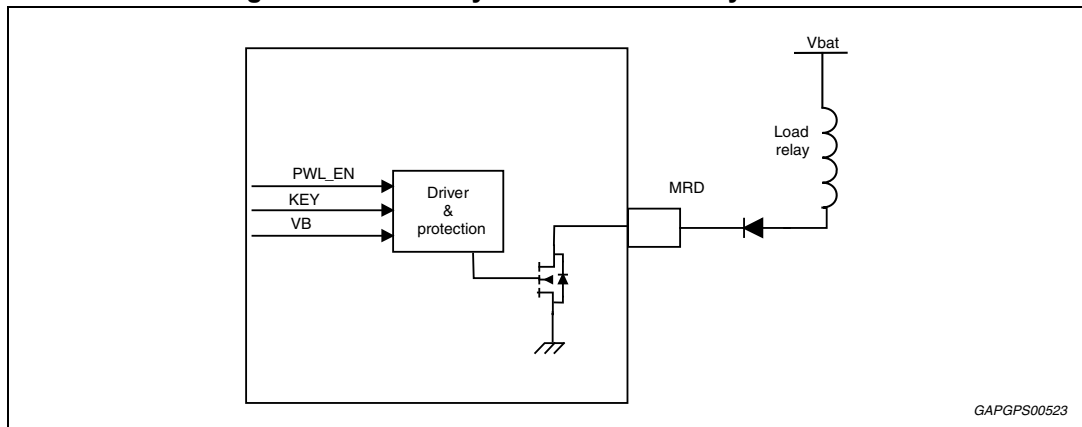 Vbat
Load
relay
MRD
PWL_EN
KEY
VB
Driver
&
protection
GAPGPS00523